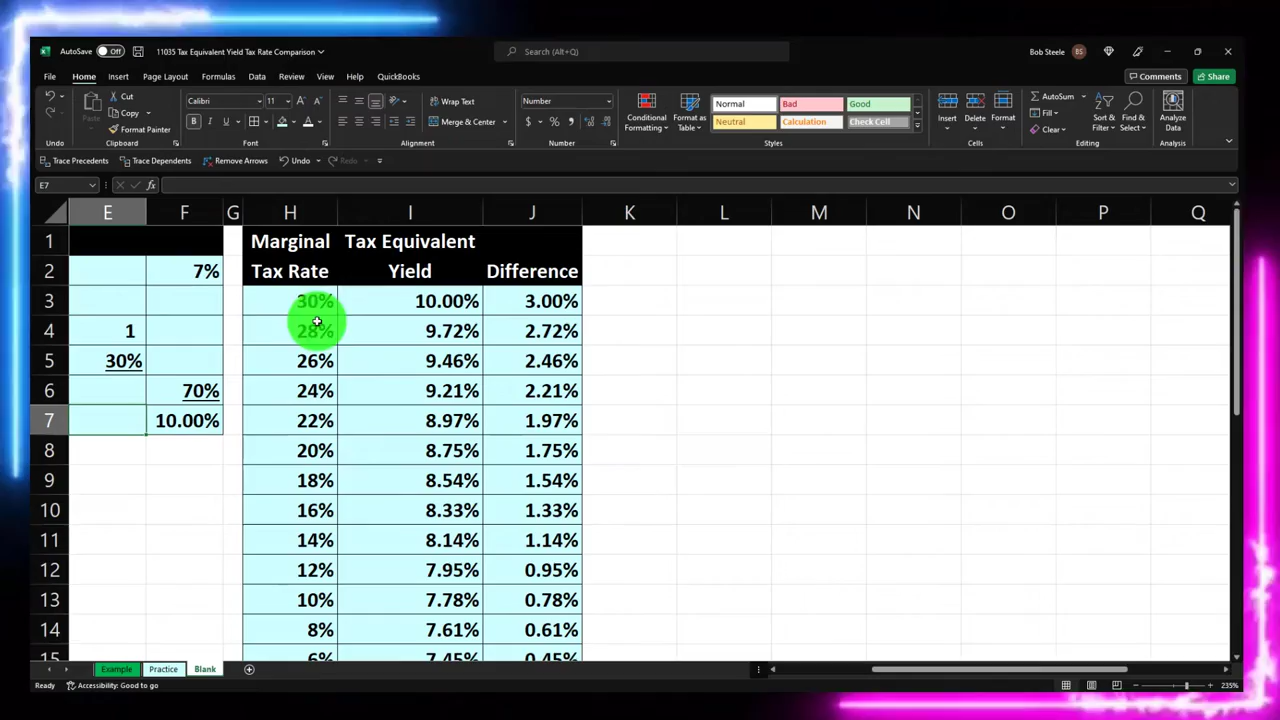 AutoSave Off 11035 Tax Equivalent Yield Tax Rate Comparison Search (Alt+Q) Bob Steele BS
File Home Insert Page Layout Formulas Data Review View Help QuickBooks Comments Share
Paste Cut Copy Format Painter
Calibri 11 B I U
Wrap Text Merge & Center
Number $ % ,
Conditional Formatting Format as Table
Normal Bad Good
Neutral Calculation Check Cell
Insert Delete Format
AutoSum Fill Clear Sort & Filter Find & Select
Analyze Data
Undo Clipboard Font Alignment Number Styles Cells Editing Analysis
Trace Precedents Trace Dependents Remove Arrows Undo Redo
E7 fx
E F G H I J K L M N O P Q
1 Marginal Tax Equivalent
2 7% Tax Rate Yield Difference
3 30% 10.00% 3.00%
4 1 28% 9.72% 2.72%
5 30% 26% 9.46% 2.46%
6 70% 24% 9.21% 2.21%
7 10.00% 22% 8.97% 1.97%
8 20% 8.75% 1.75%
9 18% 8.54% 1.54%
10 16% 8.33% 1.33%
11 14% 8.14% 1.14%
12 12% 7.95% 0.95%
13 10% 7.78% 0.78%
14 8% 7.61% 0.61%
15 6% 7.45% 0.45%
Example Practice Blank
Ready Accessibility: Good to go 235%